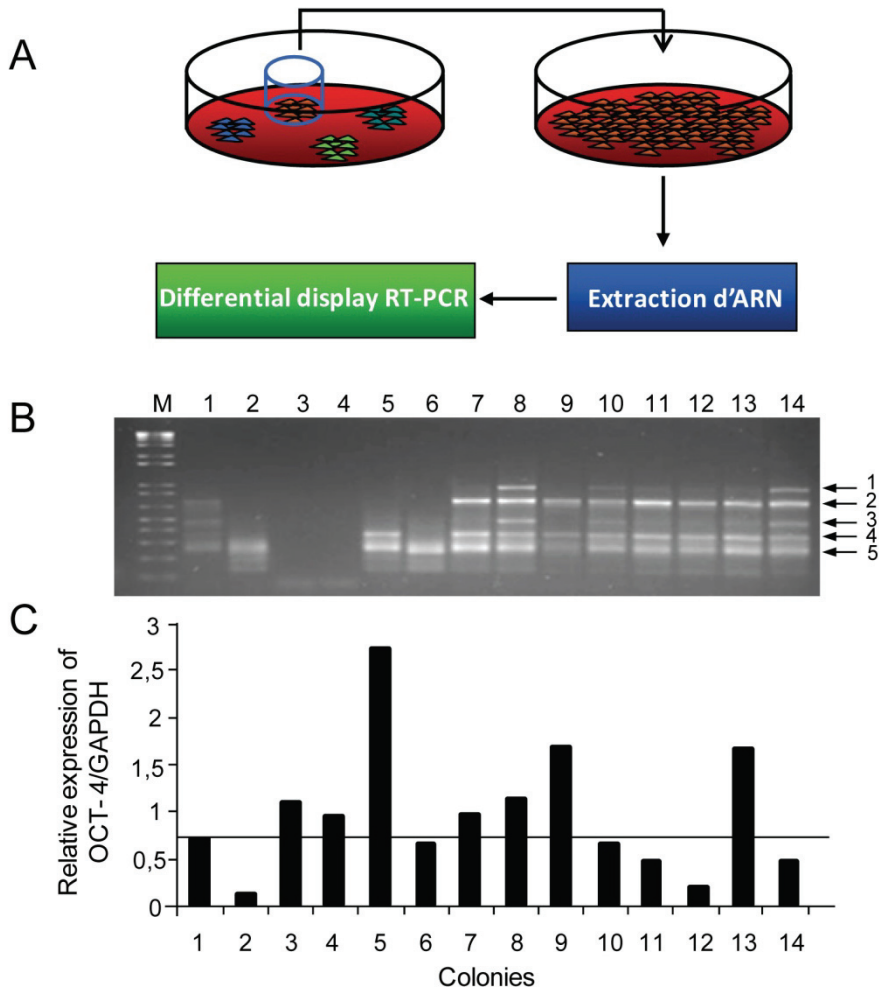 A
Differential display RT-PCR
Extraction d'ARN
B
M 1 2 3 4 5 6 7 8 9 10 11 12 13 14
1
2
3
4
5
C
Relative expression of
OCT- 4/GAPDH
3
2,5
2
1,5
1
0,5
0
1 2 3 4 5 6 7 8 9 10 11 12 13 14
Colonies